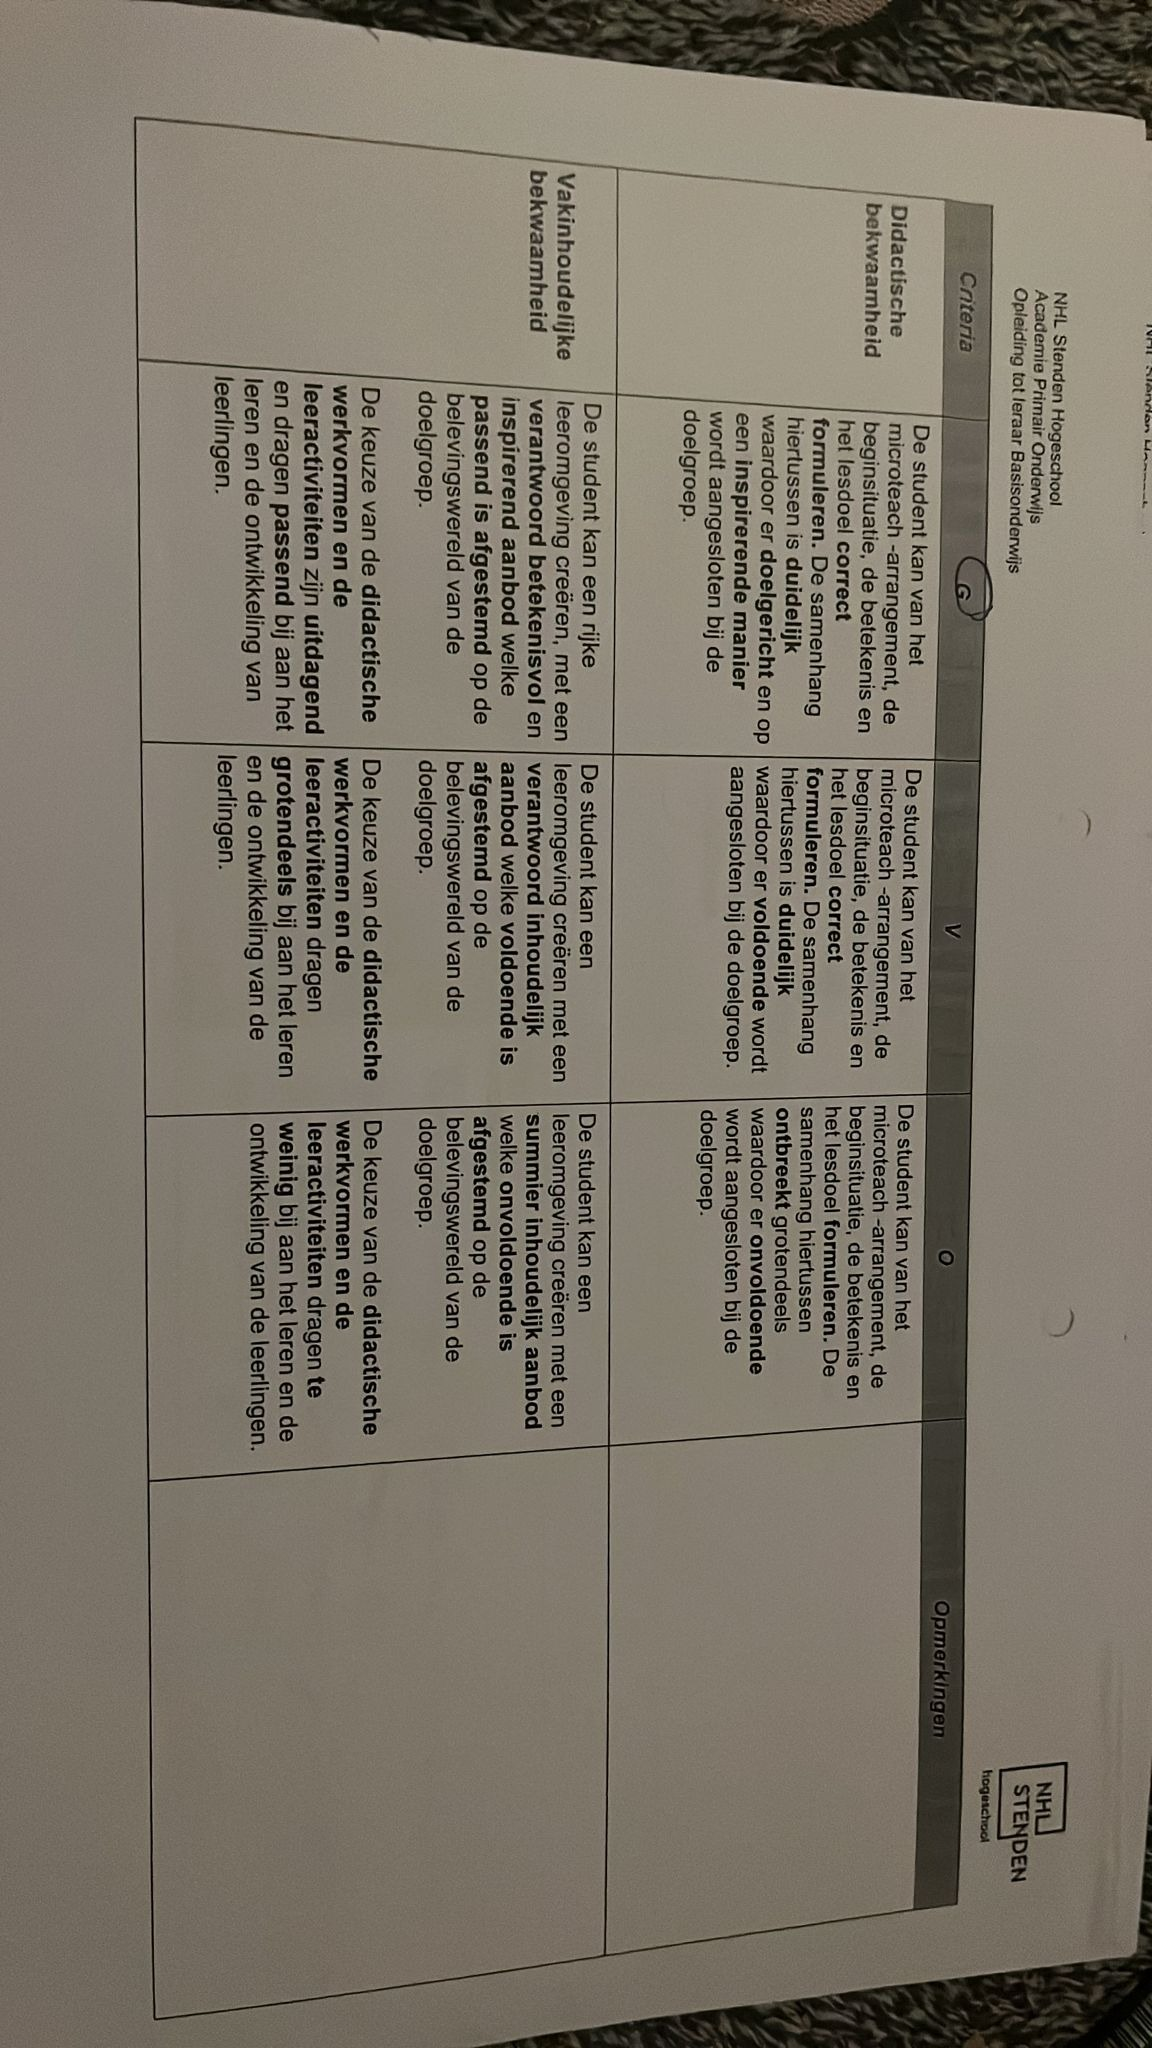 NHL Stenden Hogeschool
Academie Primair Onderwijs
Opleiding tot leraar Basisonderwijs
NHL
STENDEN
hogeschool
Criteria
G
V
O
Opmerkingen
Didactische
bekwaamheid
De student kan van het
microteach -arrangement, de
beginsituatie, de betekenis en
het lesdoel correct
formuleren. De samenhang
hiertussen is duidelijk
waardoor er doelgericht en op
een inspirerende manier
wordt aangesloten bij de
doelgroep.
De student kan van het
microteach -arrangement, de
beginsituatie, de betekenis en
het lesdoel correct
formuleren. De samenhang
hiertussen is duidelijk
waardoor er voldoende wordt
aangesloten bij de doelgroep.
De student kan van het
microteach -arrangement, de
beginsituatie, de betekenis en
het lesdoel formuleren. De
samenhang hiertussen
ontbreekt grotendeels
waardoor er onvoldoende
wordt aangesloten bij de
doelgroep.
Vakinhoudelijke
bekwaamheid
De student kan een rijke
leeromgeving creëren, met een
verantwoord betekenisvol en
inspirerend aanbod welke
passend is afgestemd op de
belevingswereld van de
doelgroep.
De keuze van de didactische
werkvormen en de
leeractiviteiten zijn uitdagend
en dragen passend bij aan het
leren en de ontwikkeling van
leerlingen.
De student kan een
leeromgeving creëren met een
verantwoord inhoudelijk
aanbod welke voldoende is
afgestemd op de
belevingswereld van de
doelgroep.
De keuze van de didactische
werkvormen en de
leeractiviteiten dragen
grotendeels bij aan het leren
en de ontwikkeling van de
leerlingen.
De student kan een
leeromgeving creëren met een
summier inhoudelijk aanbod
welke onvoldoende is
afgestemd op de
belevingswereld van de
doelgroep.
De keuze van de didactische
werkvormen en de
leeractiviteiten dragen te
weinig bij aan het leren en de
ontwikkeling van de leerlingen.